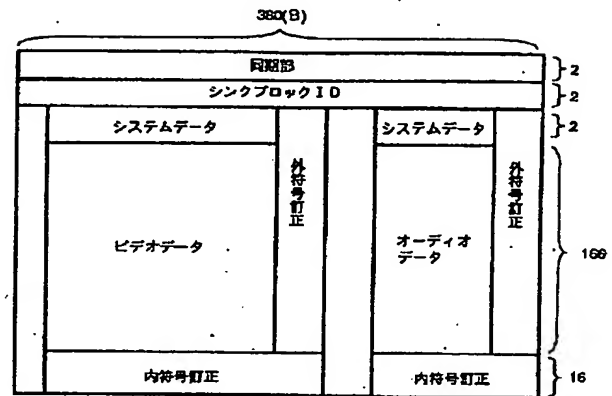 380(B)
同期部
2
シンクブロックID
2
システムデータ
システムデータ
2
外符号訂正
外符号訂正
ビデオデータ
オーディオ
データ
166
内符号訂正
内符号訂正
16